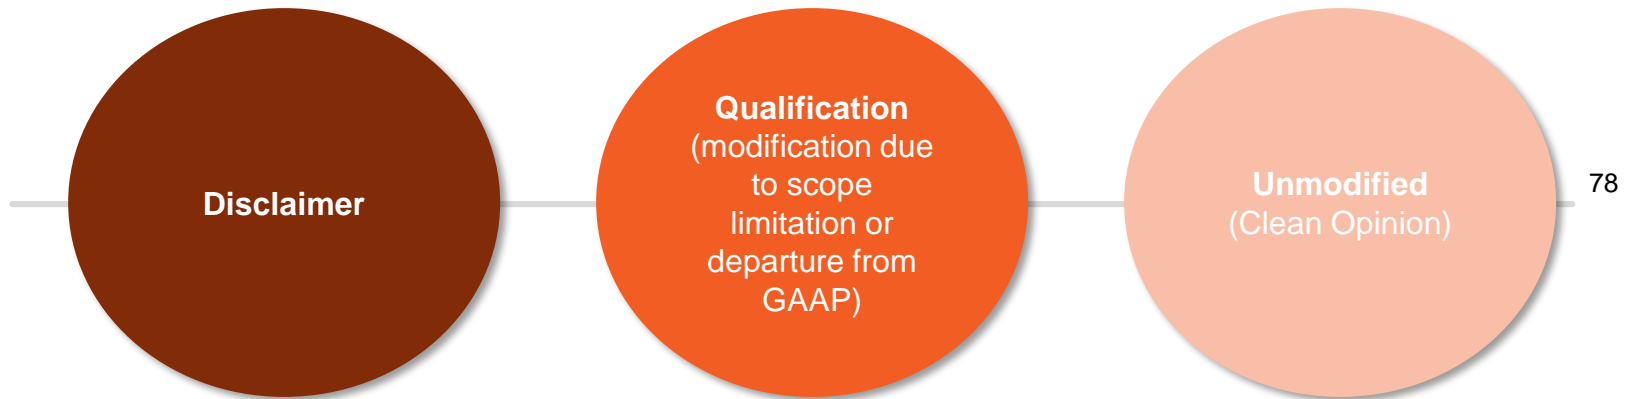 Disclaimer
Qualification
(modification due
to scope
limitation or
departure from
GAAP)
Unmodified
(Clean Opinion)
78